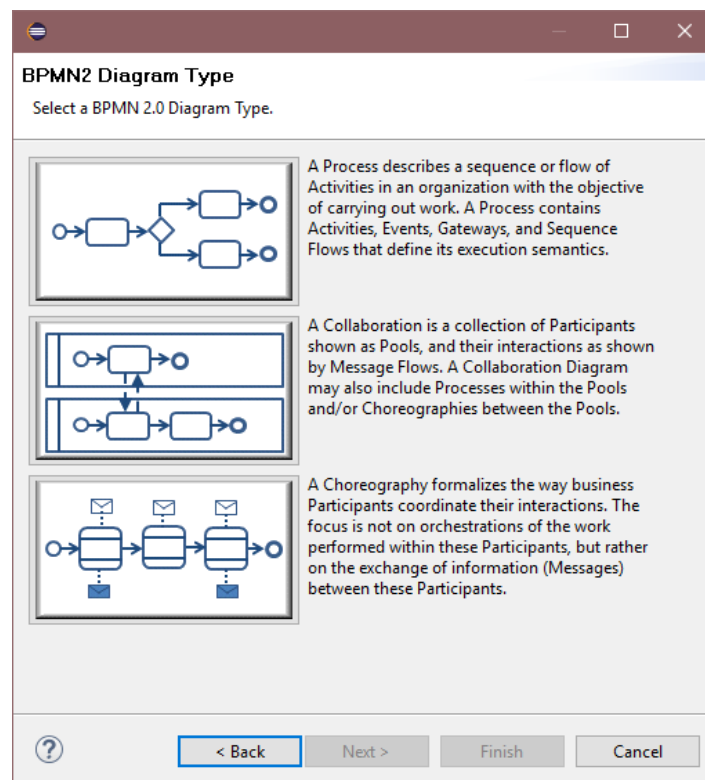 BPMN2 Diagram Type
Select a BPMN 2.0 Diagram Type.
A Process describes a sequence or flow of
Activities in an organization with the objective
of carrying out work. A Process contains
Activities, Events, Gateways, and Sequence
Flows that define its execution semantics.
A Collaboration is a collection of Participants
shown as Pools, and their interactions as shown
by Message Flows. A Collaboration Diagram
may also include Processes within the Pools
and/or Choreographies between the Pools.
A Choreography formalizes the way business
Participants coordinate their interactions. The
focus is not on orchestrations of the work
performed within these Participants, but rather
on the exchange of information (Messages)
between these Participants.
? < Back Next > Finish Cancel